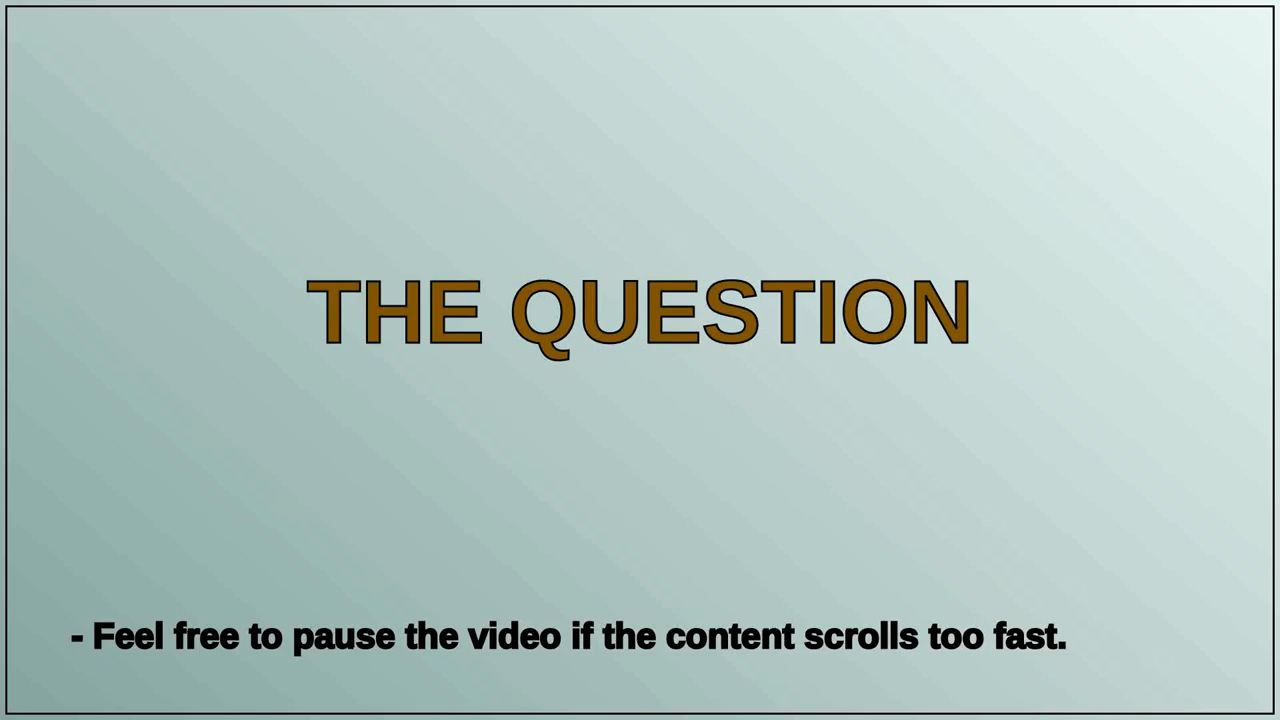 THE QUESTION
- Feel free to pause the video if the content scrolls too fast.